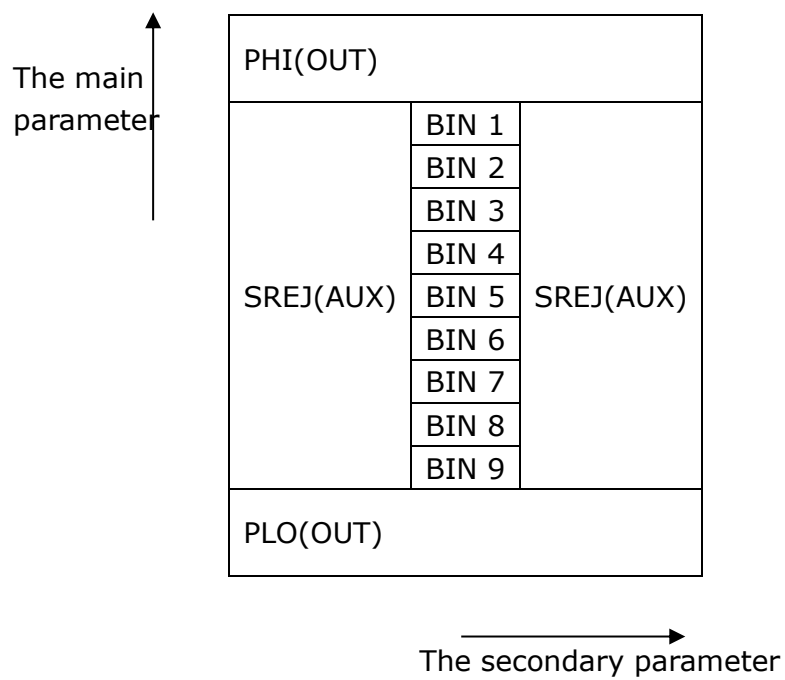 The main
parameter
PHI(OUT)
BIN 1
BIN 2
BIN 3
BIN 4
SREJ(AUX)
BIN 5
SREJ(AUX)
BIN 6
BIN 7
BIN 8
BIN 9
PLO(OUT)
The secondary parameter